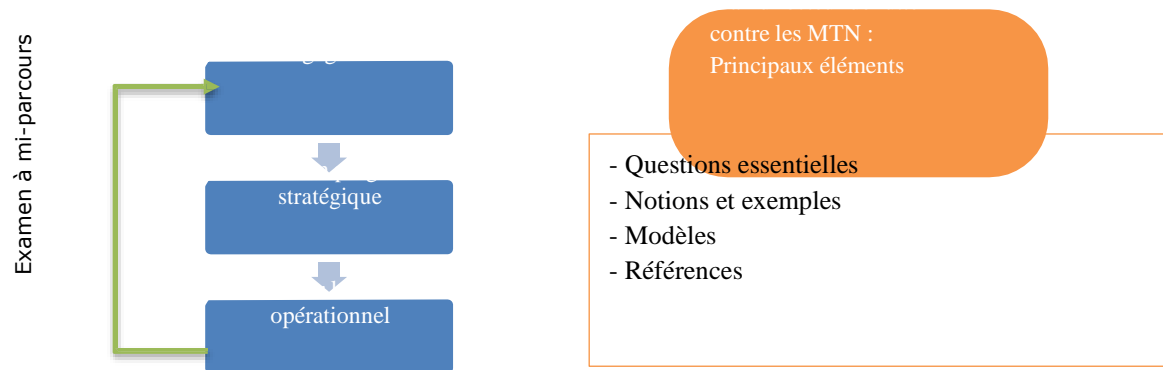 Examen à mi-parcours
stratégique
opérationnel
contre les MTN :
Principaux éléments
- Questions essentielles
- Notions et exemples
- Modèles
- Références